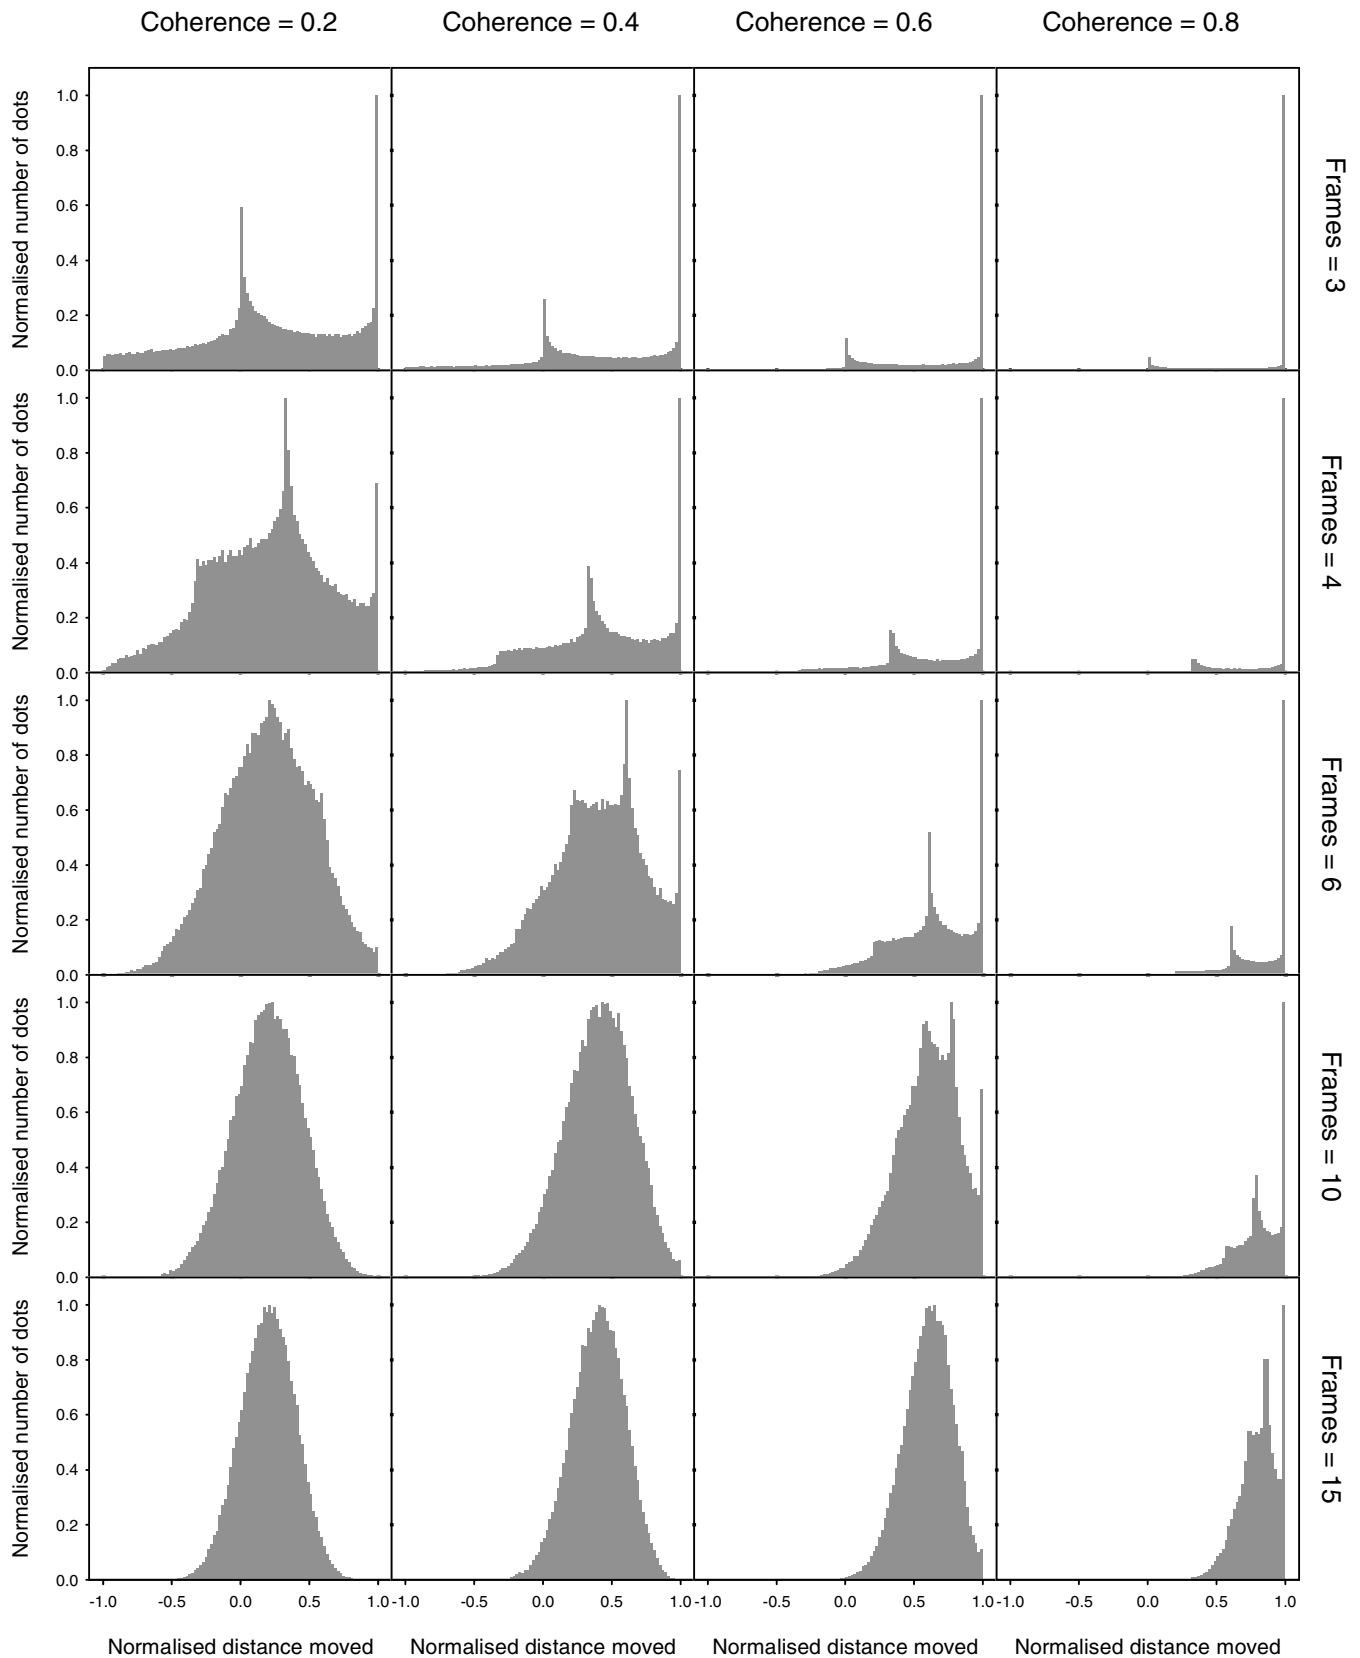 Coherence = 0.2 Coherence = 0.4 Coherence = 0.6 Coherence = 0.8
Normalised number of dots
1.0
0.8
0.6
0.4
0.2
0.0
Frames = 3
Normalised number of dots
1.0
0.8
0.6
0.4
0.2
0.0
Frames = 4
Normalised number of dots
1.0
0.8
0.6
0.4
0.2
0.0
Frames = 6
Normalised number of dots
1.0
0.8
0.6
0.4
0.2
0.0
Frames = 10
Normalised number of dots
1.0
0.8
0.6
0.4
0.2
0.0
Frames = 15
-1.0 -0.5 0.0 0.5 1.0 -1.0 -0.5 0.0 0.5 1.0 -1.0 -0.5 0.0 0.5 1.0 -1.0 -0.5 0.0 0.5 1.0
Normalised distance moved Normalised distance moved Normalised distance moved Normalised distance moved